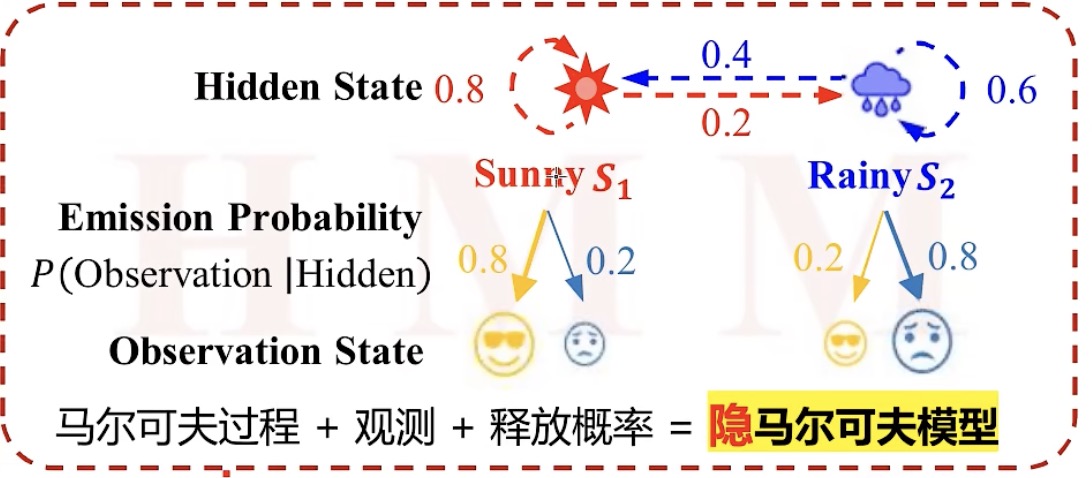 0.4
Hidden State 0.8 0.6
0.2
Sunny S₁ Rainy S₂
Emission Probability
P(Observation |Hidden) 0.8 0.2 0.2 0.8
Observation State
马尔可夫过程 + 观测 + 释放概率 = 隐马尔可夫模型
HMM